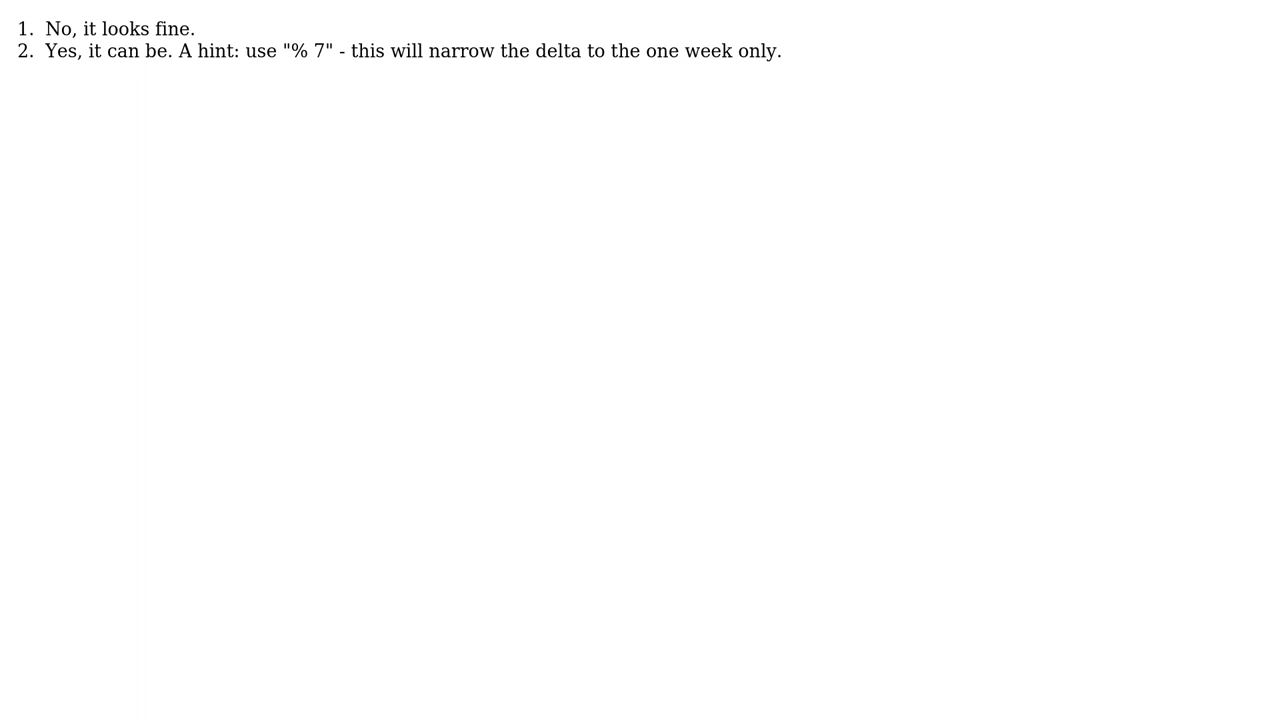 1. No, it looks fine.
2. Yes, it can be. A hint: use "% 7" - this will narrow the delta to the one week only.